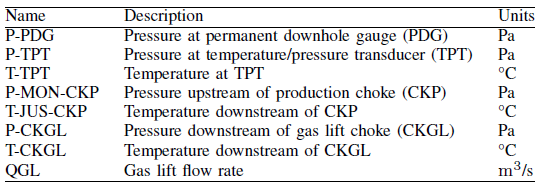 Name Description Units
P-PDG Pressure at permanent downhole gauge (PDG) Pa
P-TPT Pressure at temperature/pressure transducer (TPT) Pa
T-TPT Temperature at TPT °C
P-MON-CKP Pressure upstream of production choke (CKP) Pa
T-JUS-CKP Temperature downstream of CKP °C
P-CKGL Pressure downstream of gas lift choke (CKGL) Pa
T-CKGL Temperature downstream of CKGL °C
QGL Gas lift flow rate m³/s